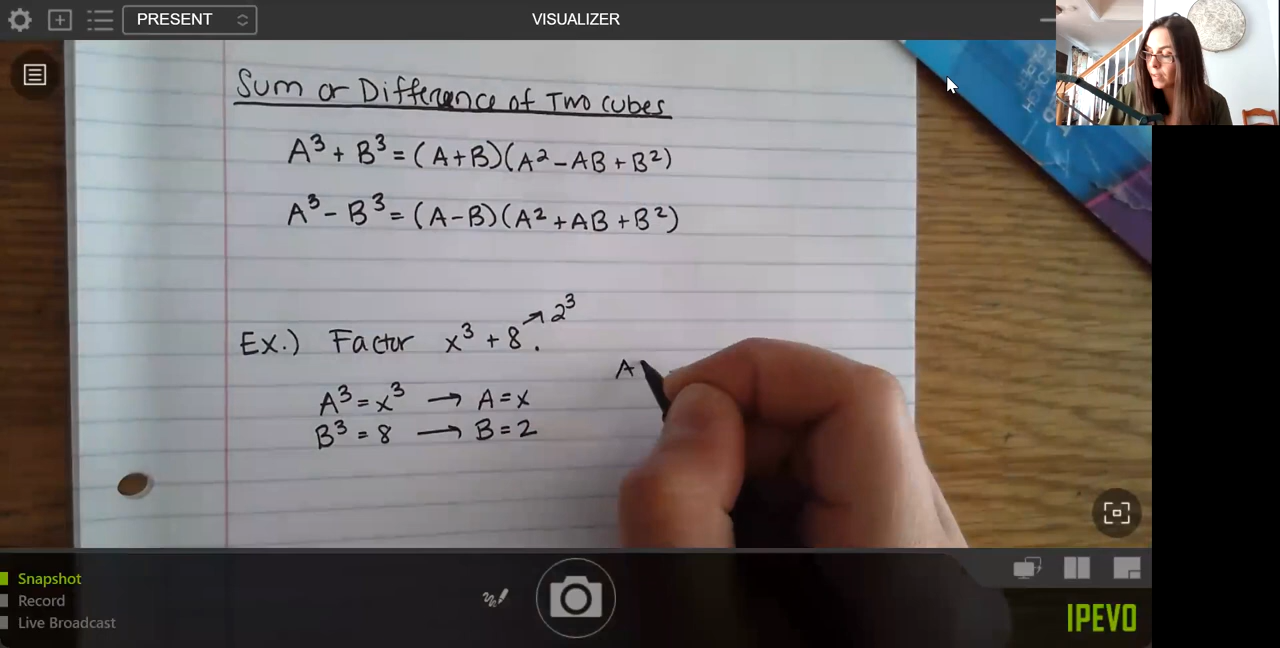 PRESENT
VISUALIZER
Sum or Difference of Two cubes
A³ + B³ = (A+B)(A² – AB + B²)
A³ – B³ = (A – B)(A² + AB + B²)
Ex.) Factor x³ + 8. → 2³
A³ = x³ → A = x
B³ = 8 → B = 2
A
Snapshot
Record
Live Broadcast
IPEVO